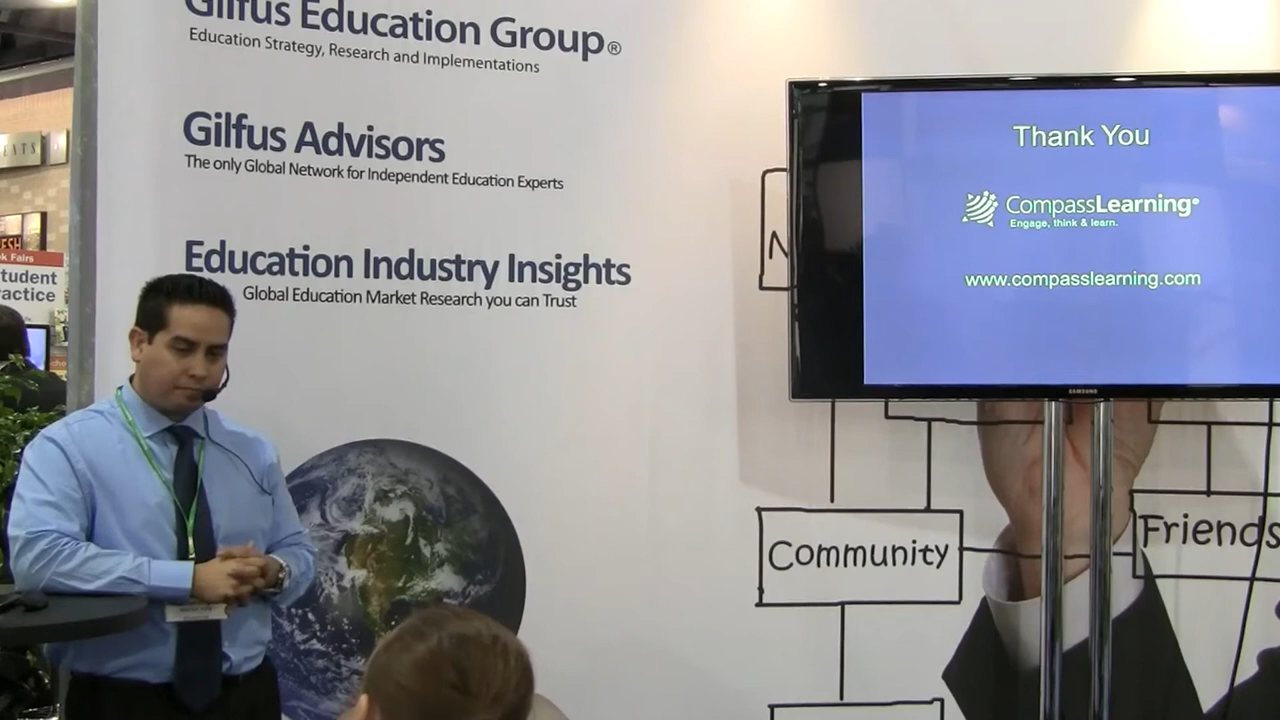 Gilfus Education Group®
Education Strategy, Research and Implementations
Gilfus Advisors
The only Global Network for Independent Education Experts
Education Industry Insights
Global Education Market Research you can Trust
Thank You
CompassLearning®
Engage, think & learn.
www.compasslearning.com
SAMSUNG
N
Community
Friends
k Fairs
tudent
actice